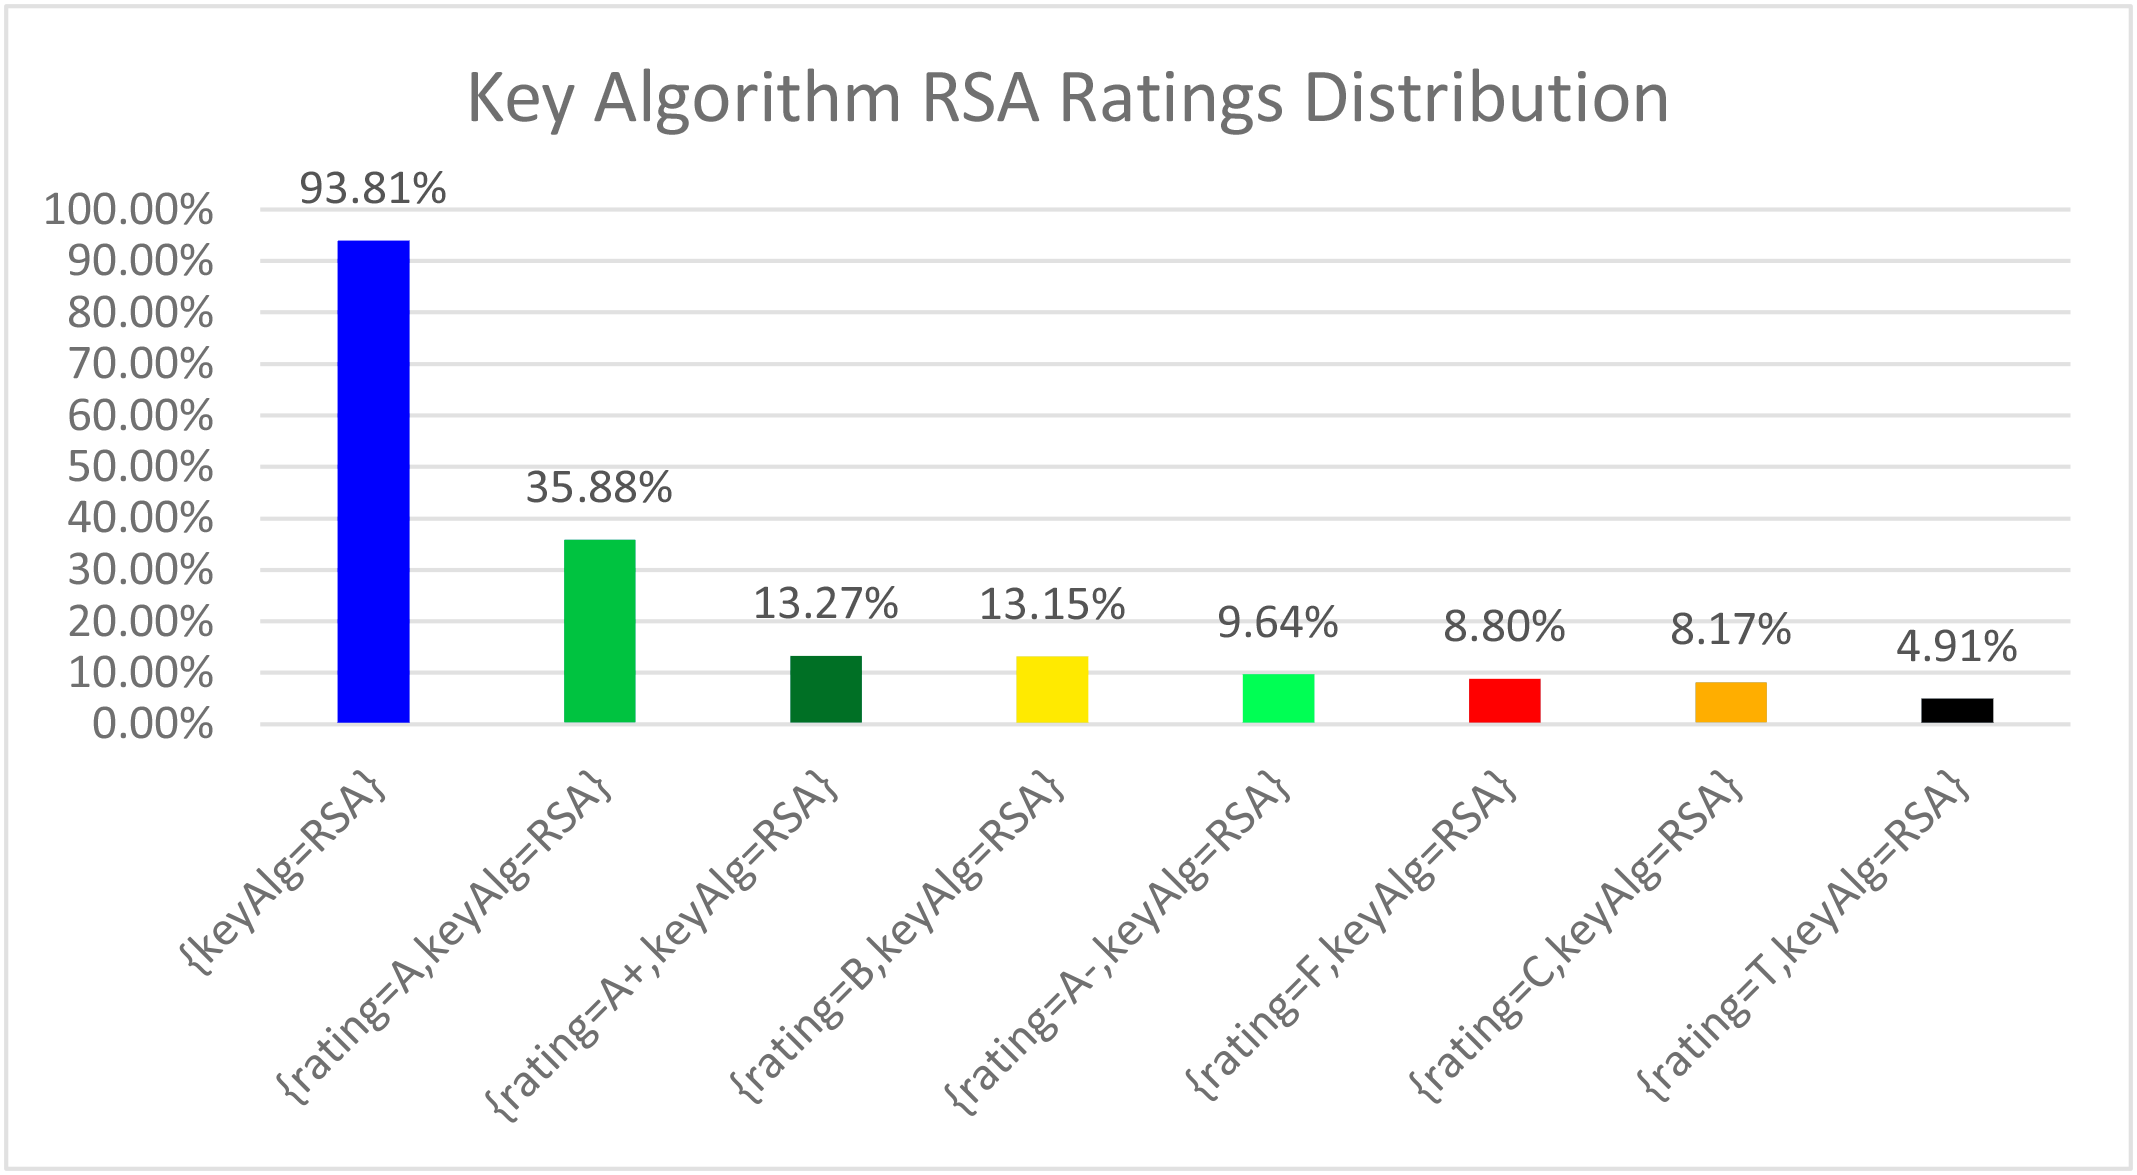 Key Algorithm RSA Ratings Distribution
93.81%
100.00%
90.00%
80.00%
70.00%
60.00%
50.00%
35.88%
40.00%
30.00%
13.27%
13.15%
20.00%
9.64%
8.80%
8.17%
4.91%
10.00%
0.00%
{keyAlg=RSA}
{rating=A,keyAlg=RSA}
{rating=A+,keyAlg=RSA}
{rating=B,keyAlg=RSA}
{rating=A-,keyAlg=RSA}
{rating=F,keyAlg=RSA}
{rating=C,keyAlg=RSA}
{rating=T,keyAlg=RSA}